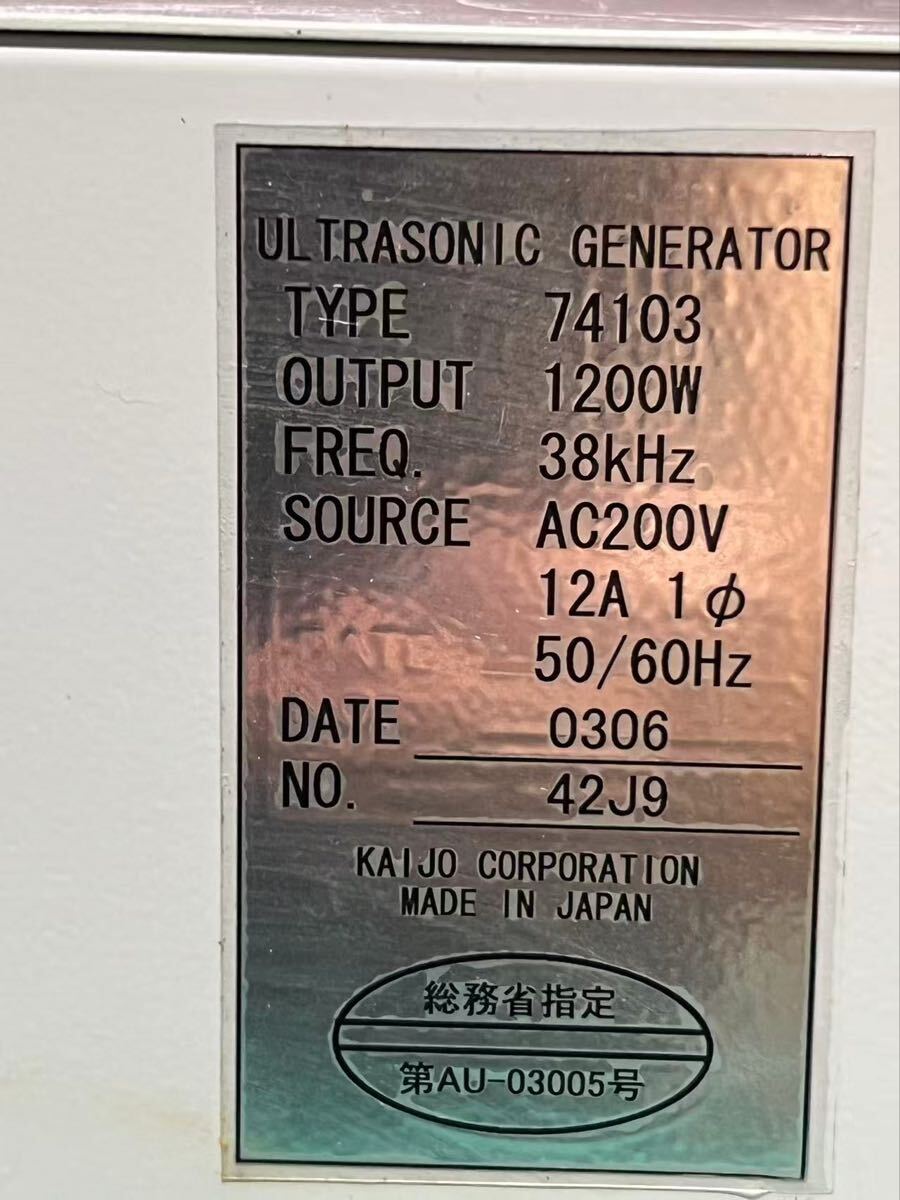 ULTRASONIC GENERATOR
TYPE 74103
OUTPUT 1200W
FREQ. 38kHz
SOURCE AC200V
12A 1φ
50/60Hz
DATE 0306
NO. 42J9
KAIJO CORPORATION
MADE IN JAPAN
総務省指定
第AU-03005号